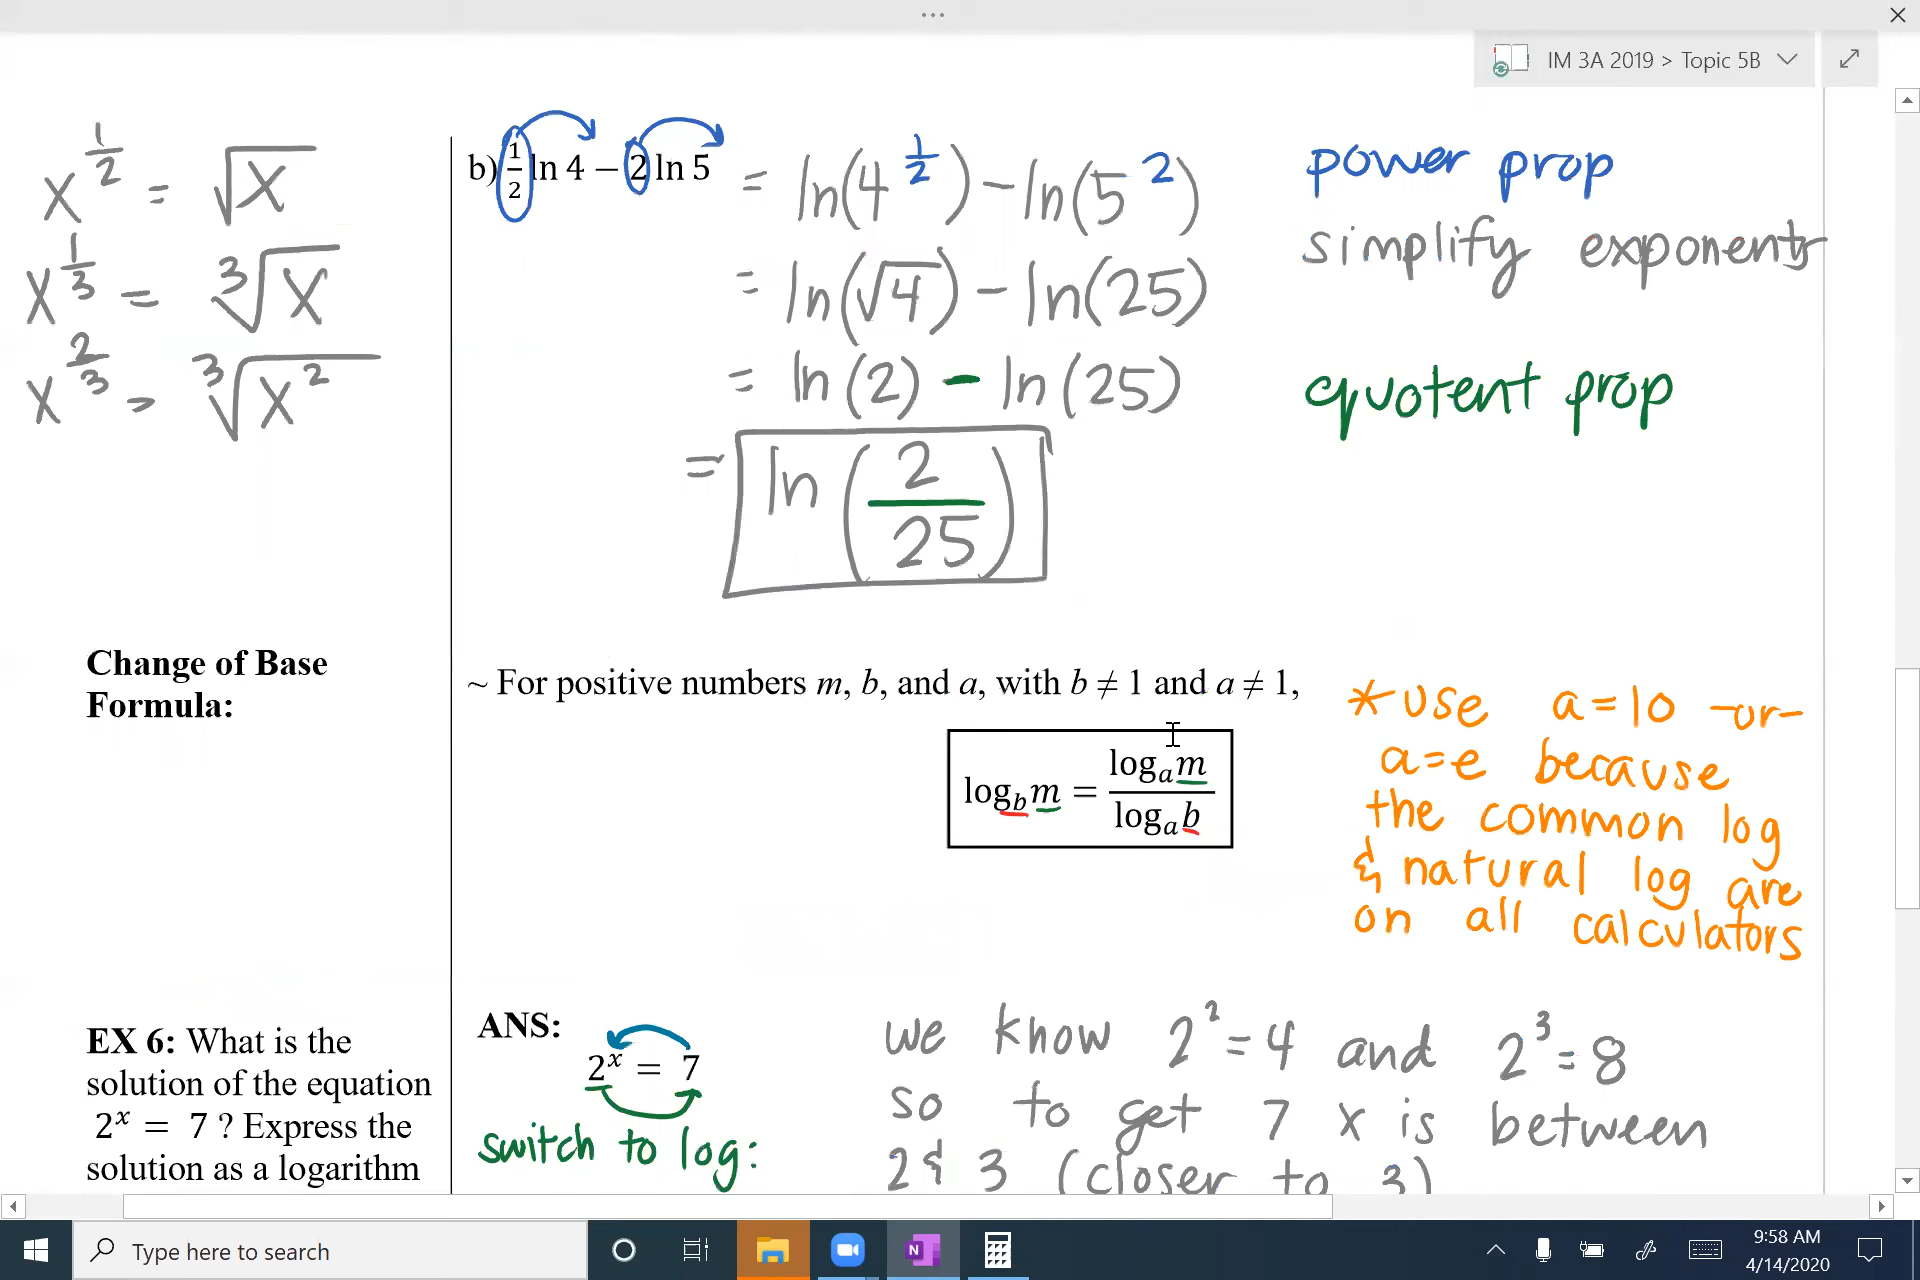 IM 3A 2019 > Topic 5B
x^{1/2} = √x
x^{1/3} = ∛x
x^{2/3} = ∛x²
b) 1/2 ln 4 − 2 ln 5 = ln(4^{1/2}) − ln(5²) power prop
simplify exponents
= ln(√4) − ln(25)
= ln(2) − ln(25) quotent prop
= ln(2/25)
Change of Base
Formula:
~ For positive numbers m, b, and a, with b ≠ 1 and a ≠ 1,
log_b m = log_a m / log_a b
*use a=10 -or-
a=e because
the common log
& natural log are
on all calculators
EX 6: What is the
solution of the equation
2^x = 7 ? Express the
solution as a logarithm
ANS:
2^x = 7
switch to log:
we know 2²=4 and 2³=8
so to get 7 x is between
2 & 3 (closer to 3)
Type here to search
9:58 AM
4/14/2020